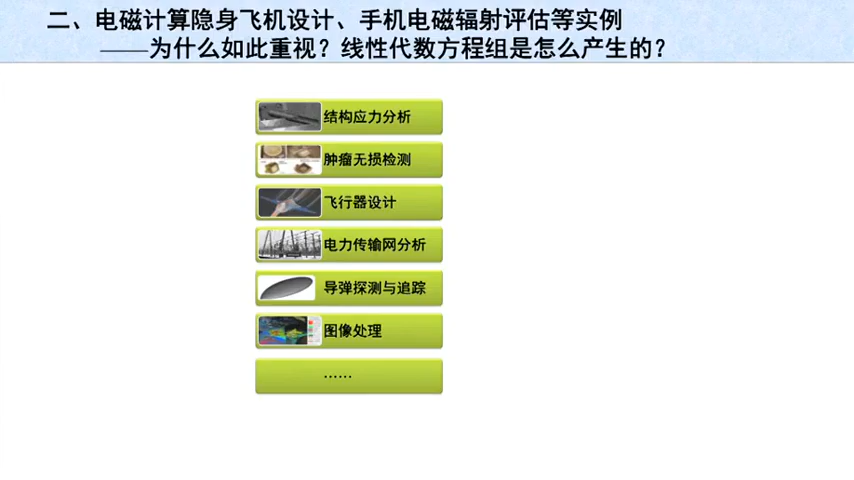 二、电磁计算隐身飞机设计、手机电磁辐射评估等实例
——为什么如此重视？线性代数方程组是怎么产生的？
结构应力分析
肿瘤无损检测
飞行器设计
电力传输网分析
导弹探测与追踪
图像处理
……